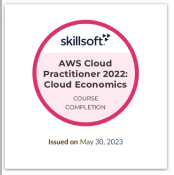 skillsoft
AWS Cloud
Practitioner 2022:
Cloud Economics
COURSE
COMPLETION
Issued on May 30, 2023